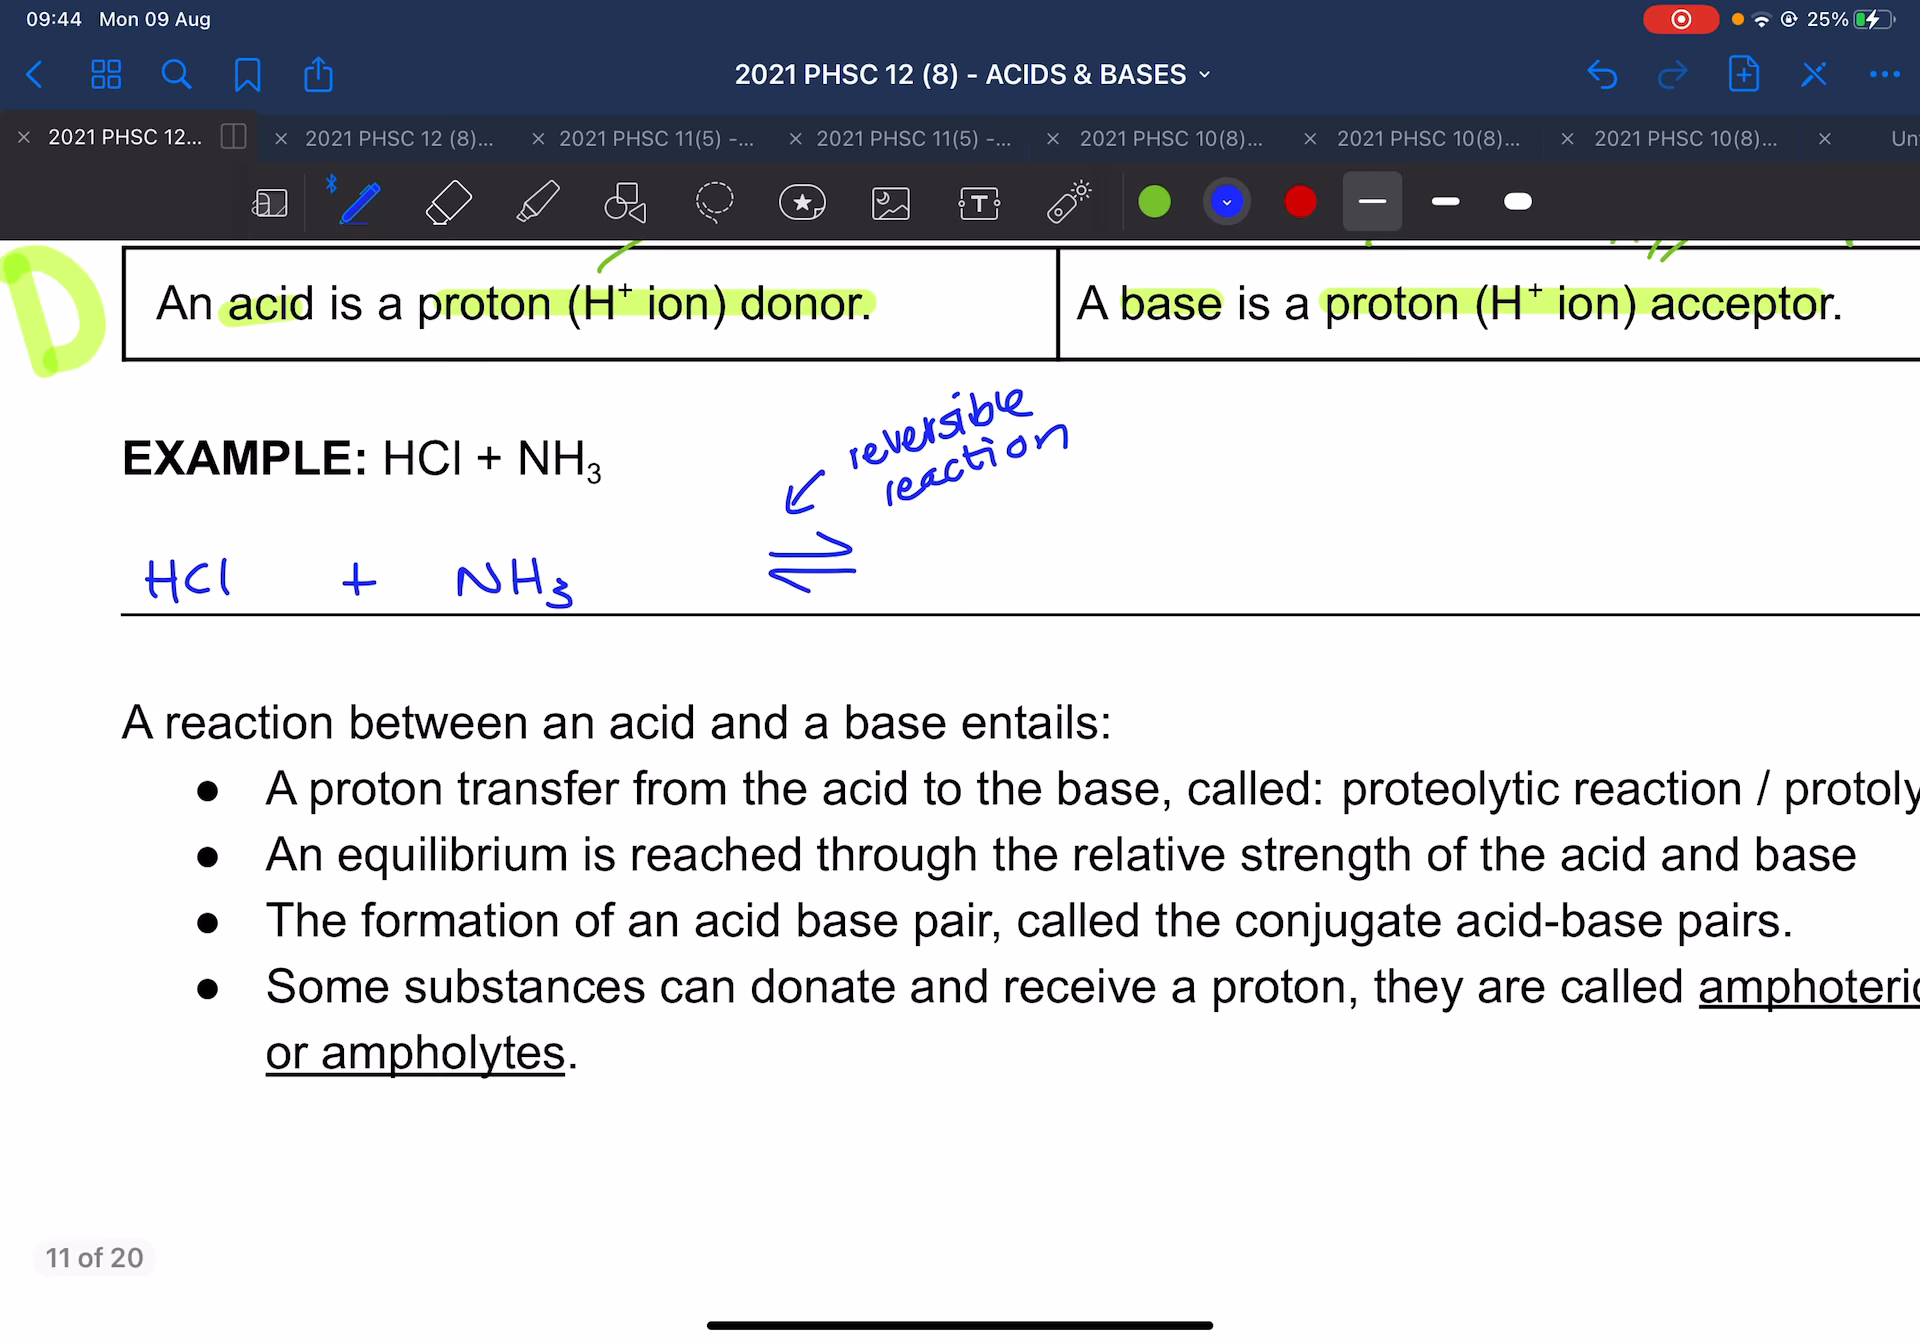 09:44 Mon 09 Aug
25%
2021 PHSC 12 (8) - ACIDS & BASES
2021 PHSC 12... 2021 PHSC 12 (8)... 2021 PHSC 11(5) -... 2021 PHSC 11(5) -... 2021 PHSC 10(8)... 2021 PHSC 10(8)... 2021 PHSC 10(8)... Un
T
D
An acid is a proton (H⁺ ion) donor. A base is a proton (H⁺ ion) acceptor.
reversible
reaction
EXAMPLE: HCl + NH₃
HCl + NH₃ ⇌
A reaction between an acid and a base entails:
● A proton transfer from the acid to the base, called: proteolytic reaction / protoly
● An equilibrium is reached through the relative strength of the acid and base
● The formation of an acid base pair, called the conjugate acid-base pairs.
● Some substances can donate and receive a proton, they are called amphoteric
or ampholytes.
11 of 20